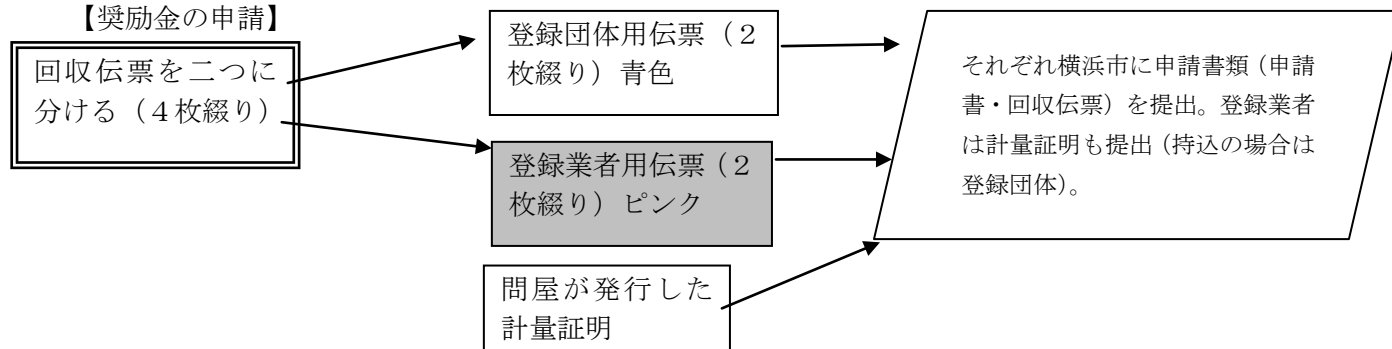 【奨励金の申請】
回収伝票を二つに
分ける（４枚綴り）
登録団体用伝票（２
枚綴り）青色
登録業者用伝票（２
枚綴り）ピンク
問屋が発行した
計量証明
それぞれ横浜市に申請書類（申請
書・回収伝票）を提出。登録業者
は計量証明も提出（持込の場合は
登録団体）。